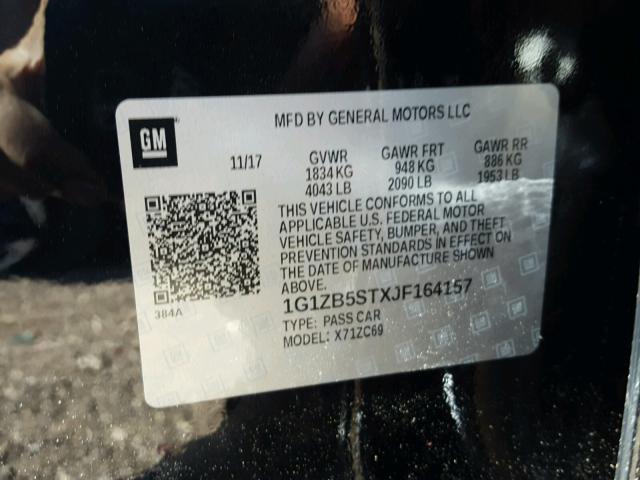 MFD BY GENERAL MOTORS LLC
GM
11/17 GVWR GAWR FRT GAWR RR
1834 KG 948 KG 886 KG
4043 LB 2090 LB 1953 LB
THIS VEHICLE CONFORMS TO ALL
APPLICABLE U.S. FEDERAL MOTOR
VEHICLE SAFETY, BUMPER, AND THEFT
PREVENTION STANDARDS IN EFFECT ON
THE DATE OF MANUFACTURE SHOWN
ABOVE.
384A
1G1ZB5STXJF164157
TYPE: PASS CAR
MODEL: X71ZC69